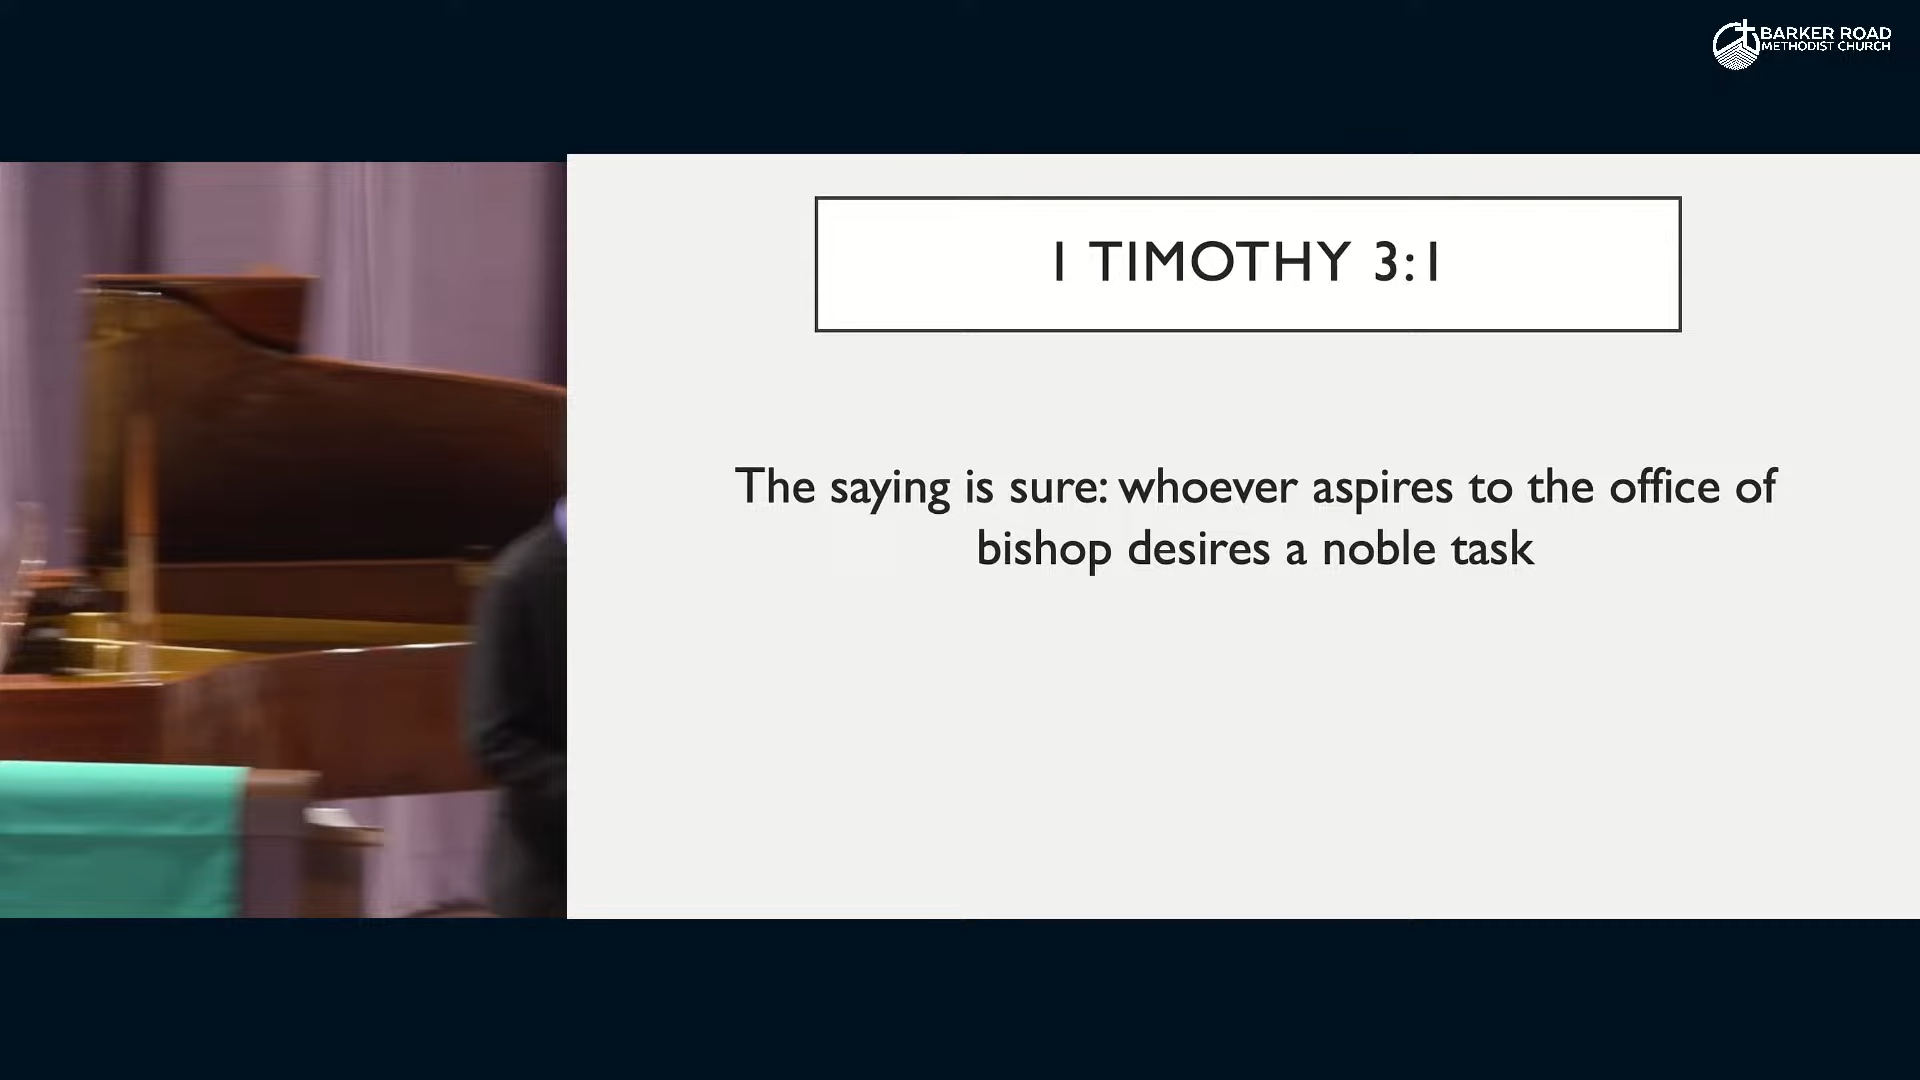 BARKER ROAD
METHODIST CHURCH
1 TIMOTHY 3:1
The saying is sure: whoever aspires to the office of
bishop desires a noble task